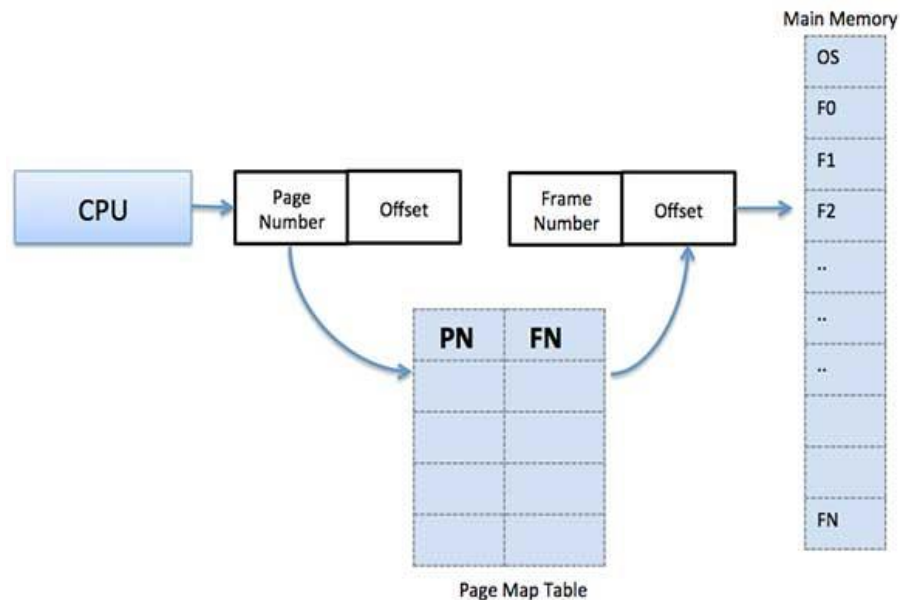 Main Memory
OS
F0
F1
F2
..
..
..
FN
CPU
Page
Number
Offset
Frame
Number
Offset
PN FN
Page Map Table